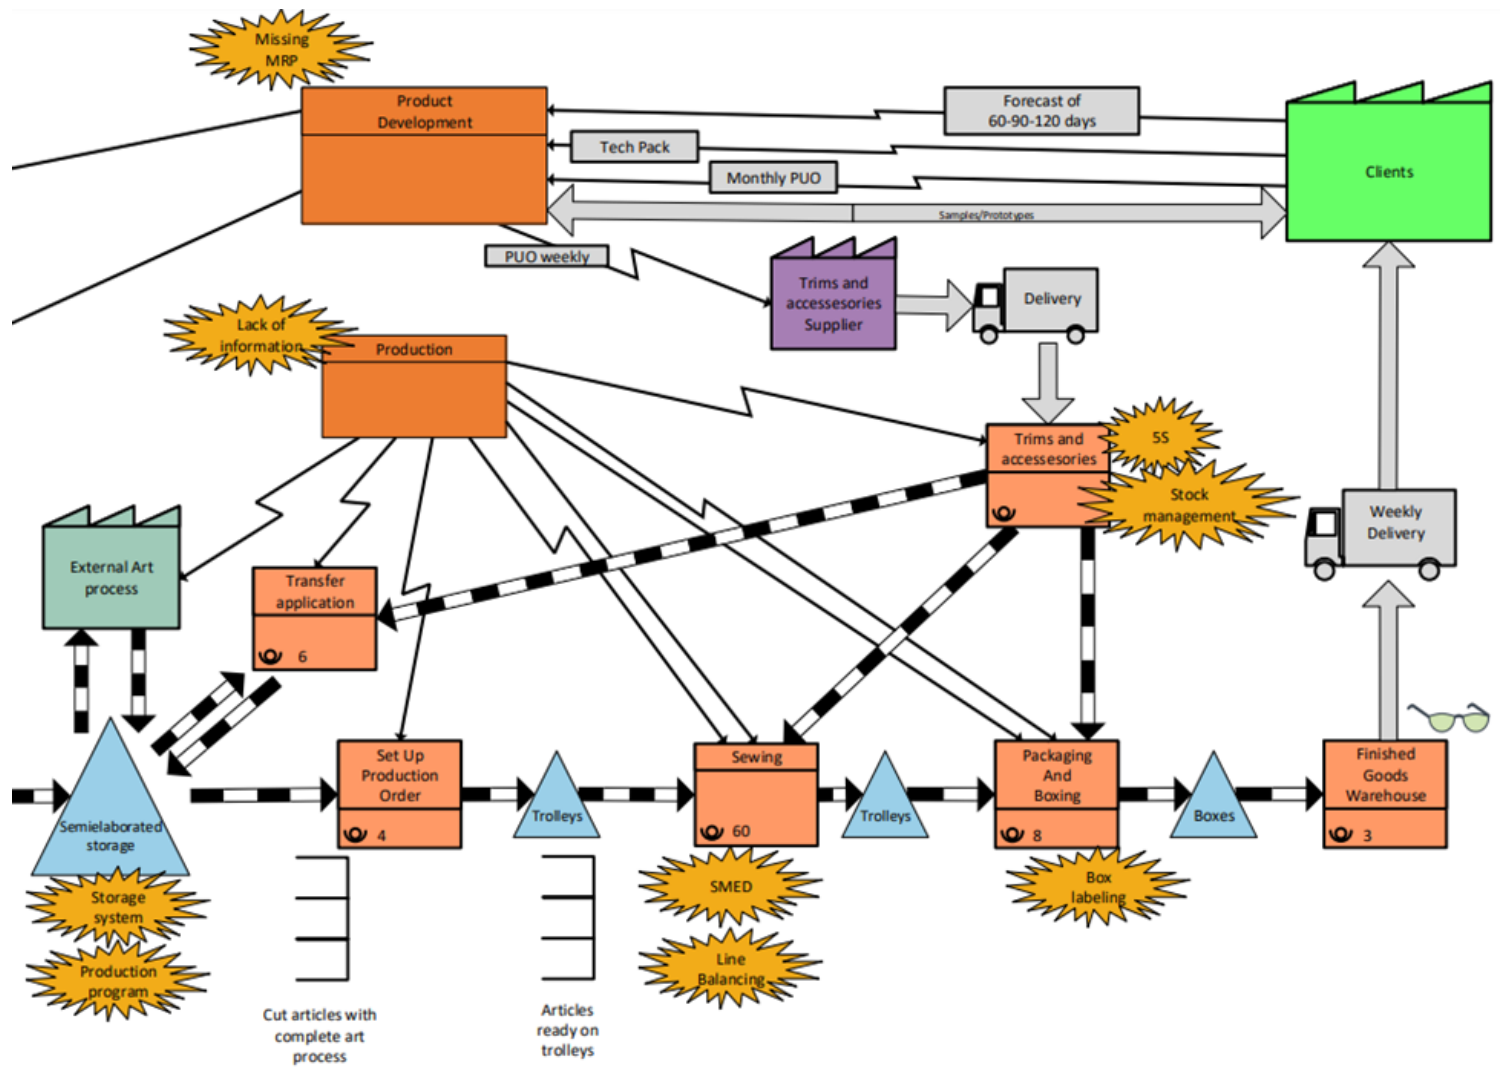 Missing
MRP
Product
Development
Forecast of
60-90-120 days
Tech Pack
Monthly PUO
Clients
Samples/Prototypes
PUO weekly
Trims and
accessesories
Supplier
Delivery
Lack of
information
Production
Trims and
accessesories
5S
Stock
management
Weekly
Delivery
External Art
process
Transfer
application
6
Semielaborated
storage
Set Up
Production
Order
4
Trolleys
Sewing
60
Trolleys
Packaging
And
Boxing
8
Boxes
Finished
Goods
Warehouse
3
Storage
system
Production
program
SMED
Line
Balancing
Box
labeling
Cut articles with
complete art
process
Articles
ready on
trolleys